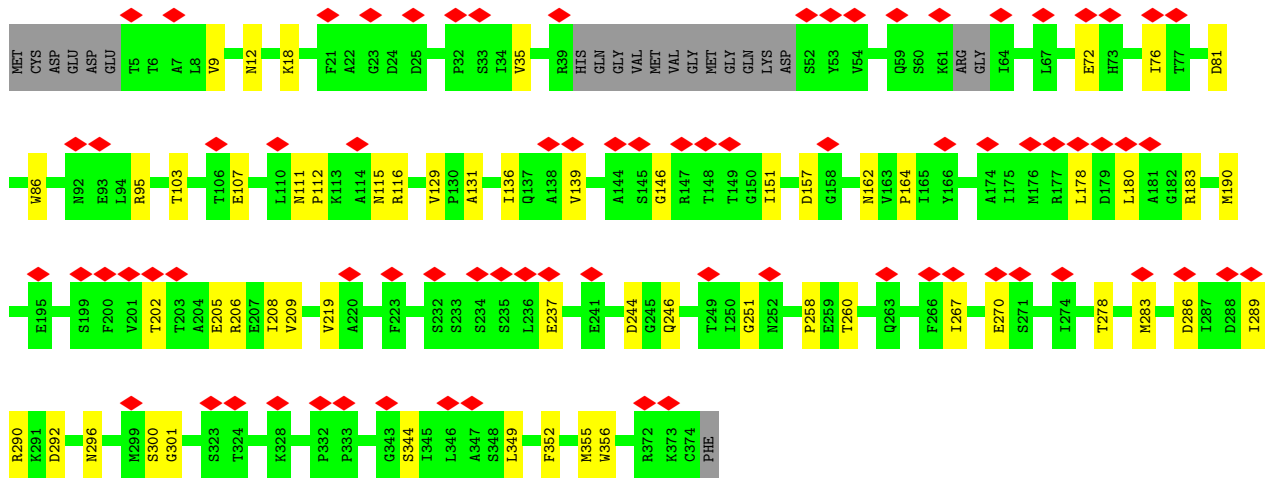 MET CYS ASP GLU ASP GLU T5 T6 A7 L8 V9 N12 K18 F21 A22 G23 D24 D25 P32 S33 I34 V35 R39 HIS GLN GLY VAL MET VAL GLY MET GLY GLN LYS ASP S52 Y53 V54 Q59 S60 K61 ARG GLY I64 L67 E72 H73 I76 T77 D81
W86 N92 E93 L94 R95 T103 T106 E107 L110 N111 P112 K113 A114 N115 R116 V129 P130 A131 I136 Q137 A138 V139 A144 S145 G146 R147 T148 T149 G150 I151 D157 G158 N162 V163 P164 I165 Y166 A174 I175 M176 R177 L178 D179 L180 A181 G182 R183 M190
E195 S199 F200 V201 T202 T203 A204 E205 R206 E207 I208 V209 V219 A220 F223 S232 S233 S234 S235 L236 E237 E241 D244 G245 Q246 T249 I250 G251 N252 P258 E259 T260 Q263 F266 I267 E270 S271 I274 T278 M283 D286 I287 D288 I289
R290 K291 D292 N296 M299 S300 G301 S323 T324 K328 P332 P333 G343 S344 I345 L346 A347 S348 L349 F352 M355 W356 R372 K373 C374 PHE